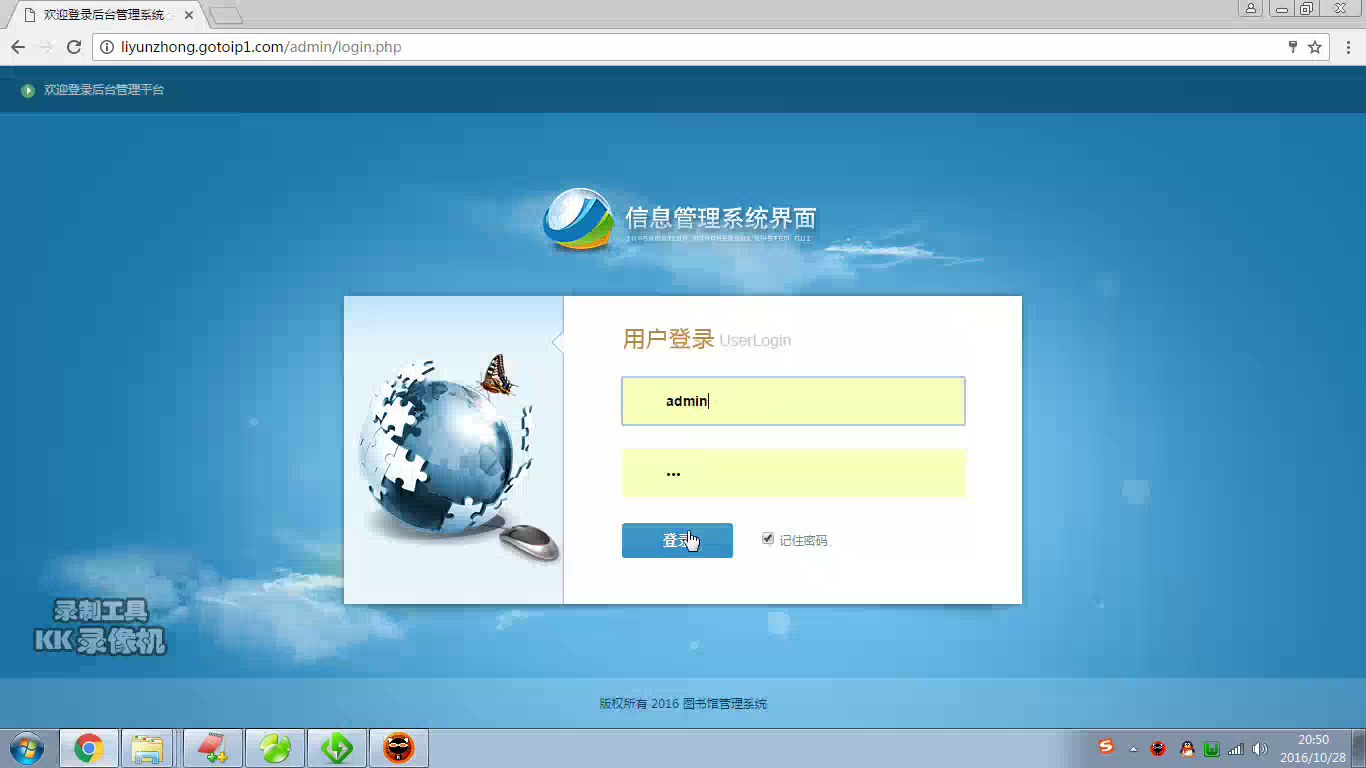 欢迎登录后台管理系统
liyunzhong.gotoip1.com/admin/login.php
欢迎登录后台管理平台
信息管理系统界面
用户登录 UserLogin
admin
•••
登录
记住密码
录制工具
KK 录像机
版权所有 2016 图书馆管理系统
20:50
2016/10/28